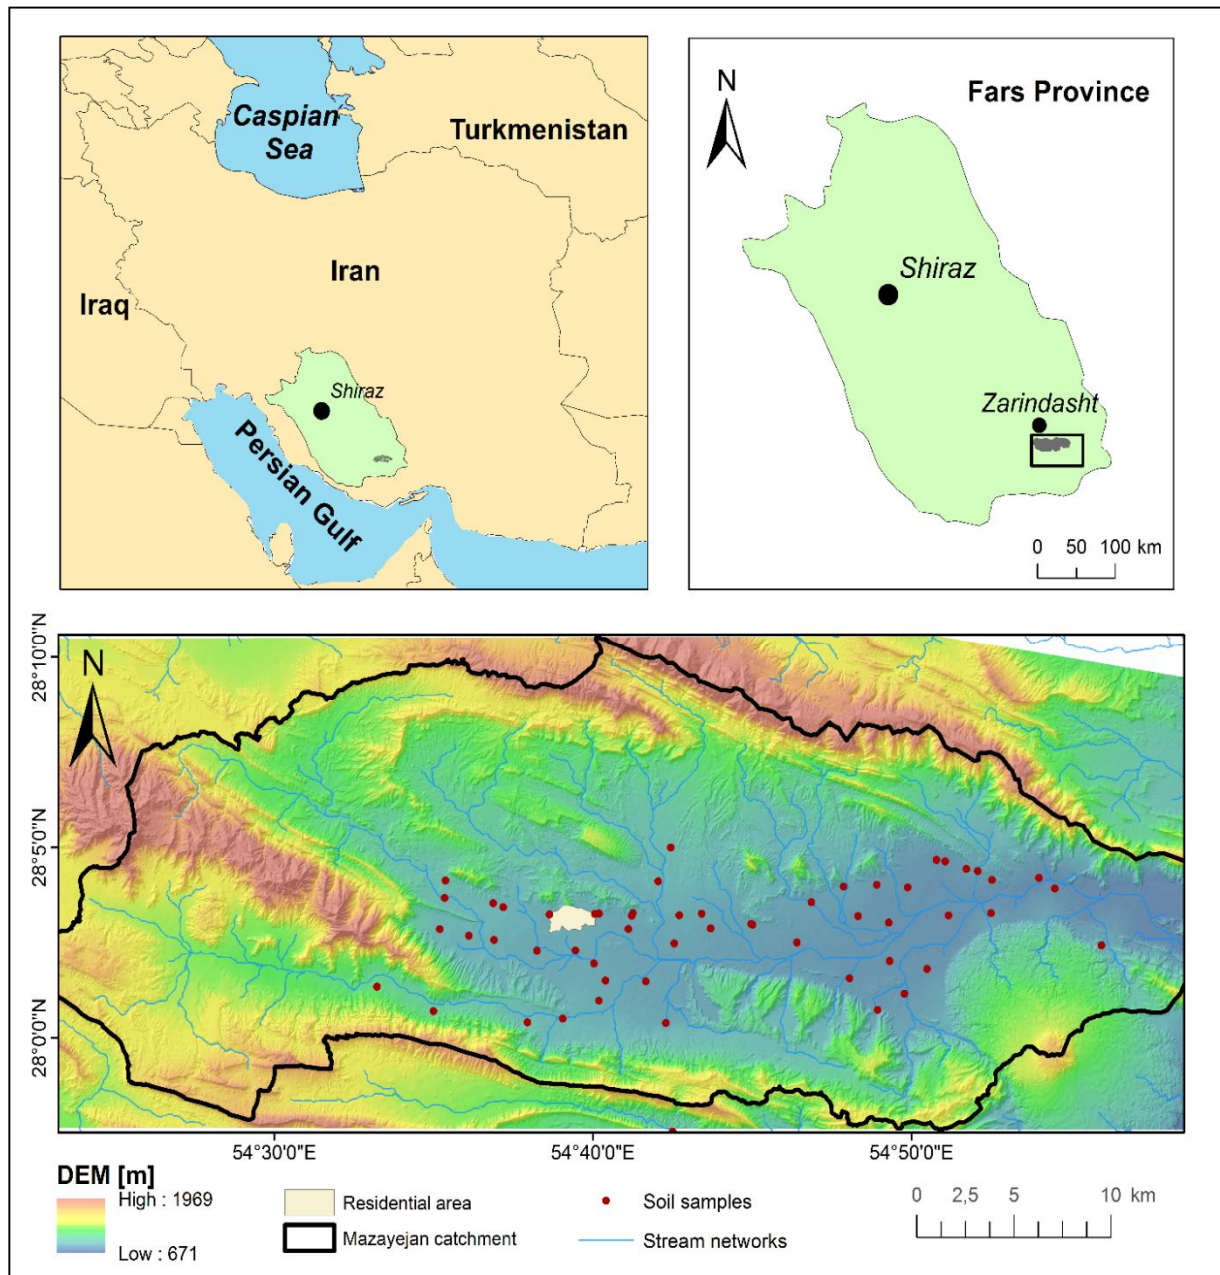 Caspian
Sea
Turkmenistan
Iran
Iraq
Shiraz
Persian Gulf
N
Fars Province
Shiraz
Zarindasht
0 50 100 km
28°10'0"N
28°5'0"N
28°0'0"N
N
54°30'0"E 54°40'0"E 54°50'0"E
DEM [m]
High : 1969
Low : 671
Residential area
Mazayejan catchment
Soil samples
Stream networks
0 2,5 5 10 km